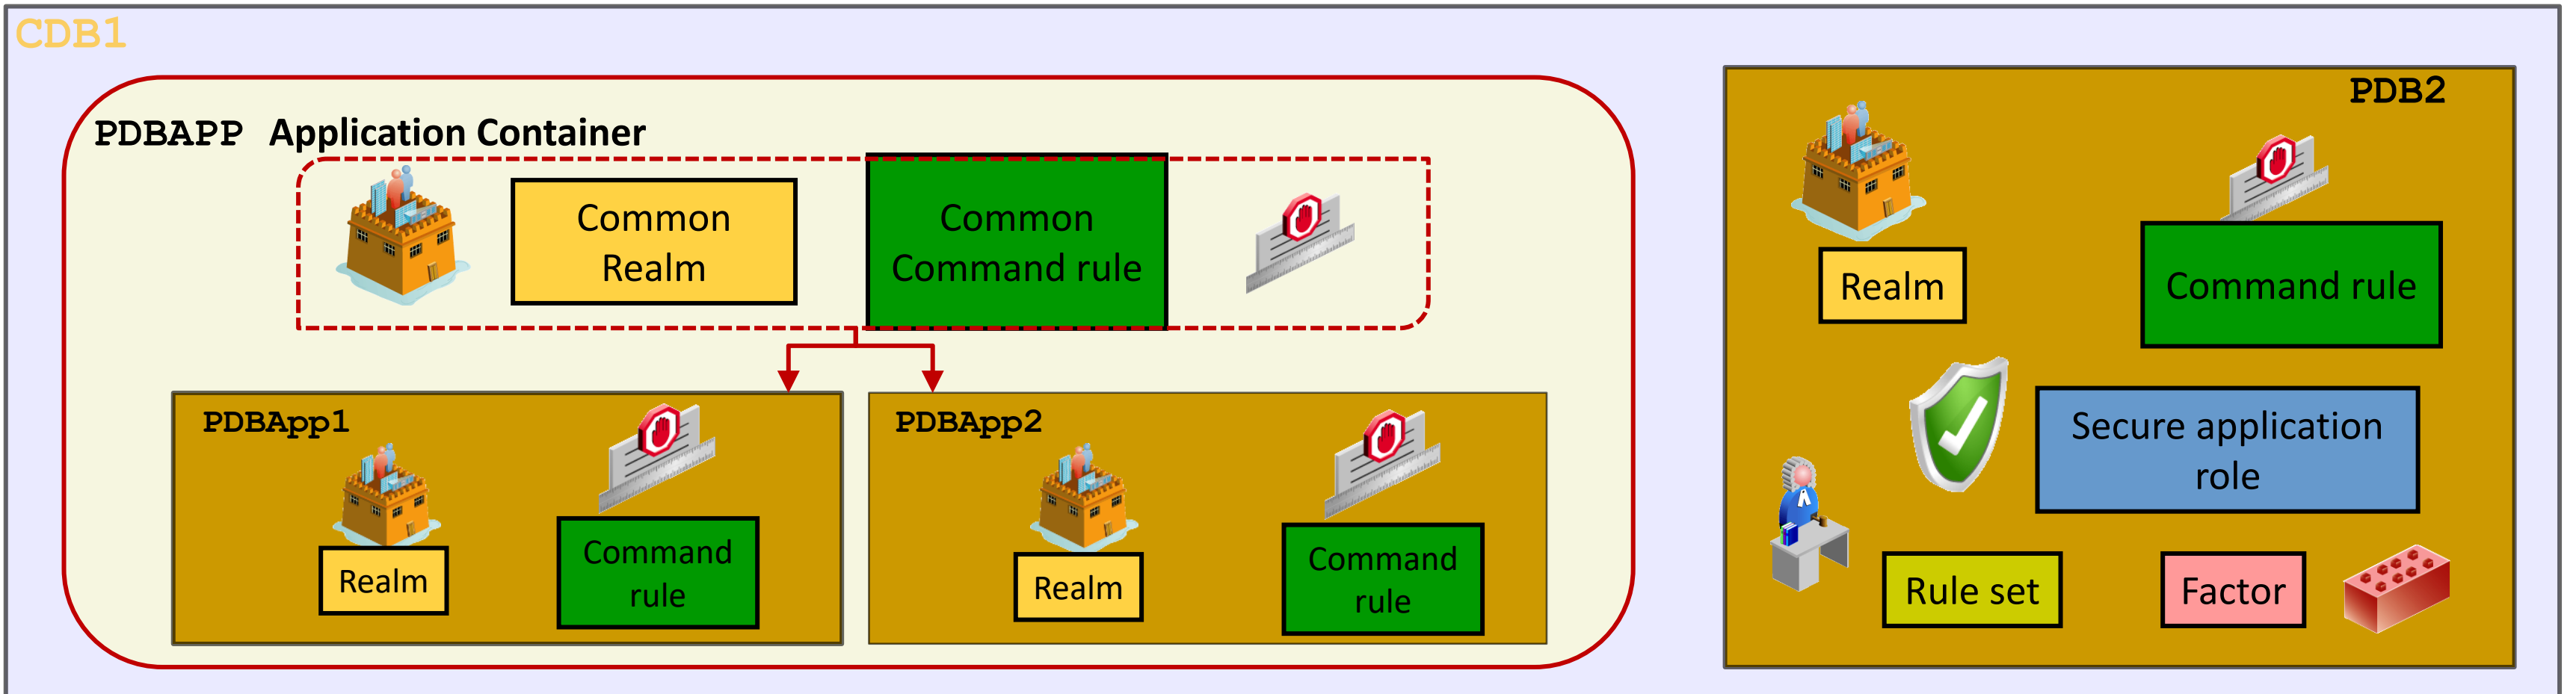 CDB1
PDBAPP Application Container
Common
Realm
Common
Command rule
PDBApp1
Realm
Command
rule
PDBApp2
Realm
Command
rule
PDB2
Realm
Command rule
Secure application
role
Rule set
Factor